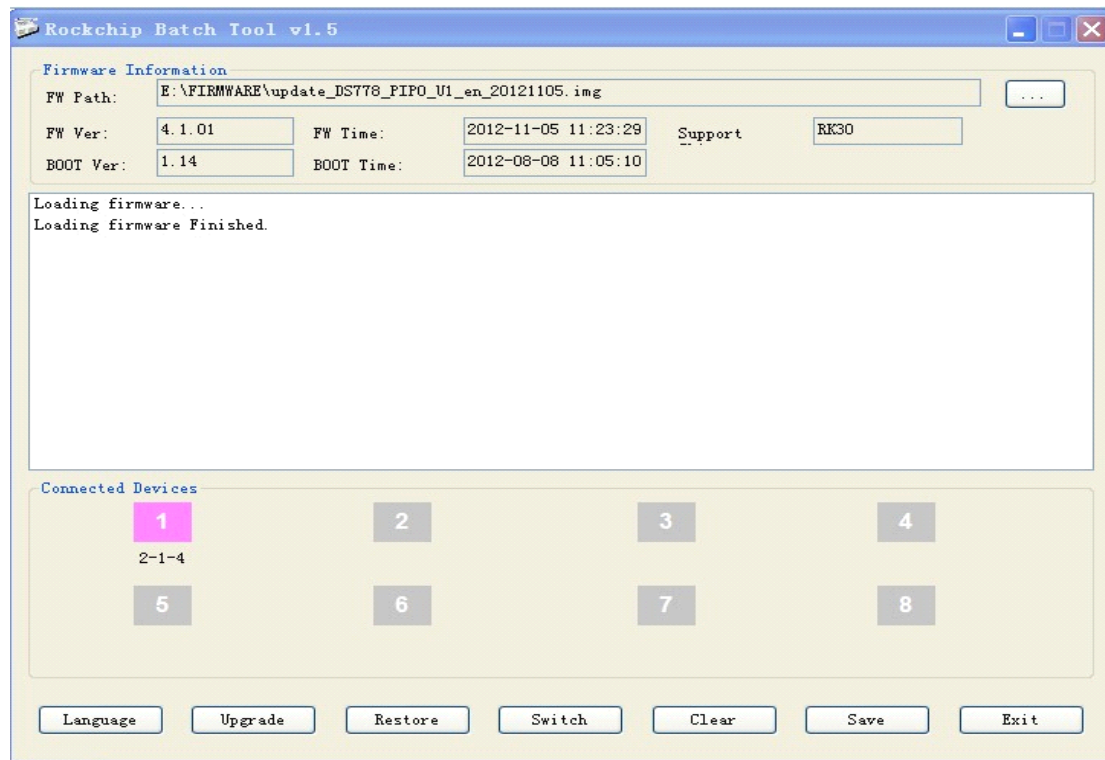 Rockchip Batch Tool v1.5
Firmware Information
FW Path: E:\FIRMWARE\update_DS778_PIPO_U1_en_20121105.img ...
FW Ver: 4.1.01 FW Time: 2012-11-05 11:23:29 Support RK30
BOOT Ver: 1.14 BOOT Time: 2012-08-08 11:05:10
Loading firmware...
Loading firmware Finished.
Connected Devices
1 2 3 4
2-1-4
5 6 7 8
Language Upgrade Restore Switch Clear Save Exit